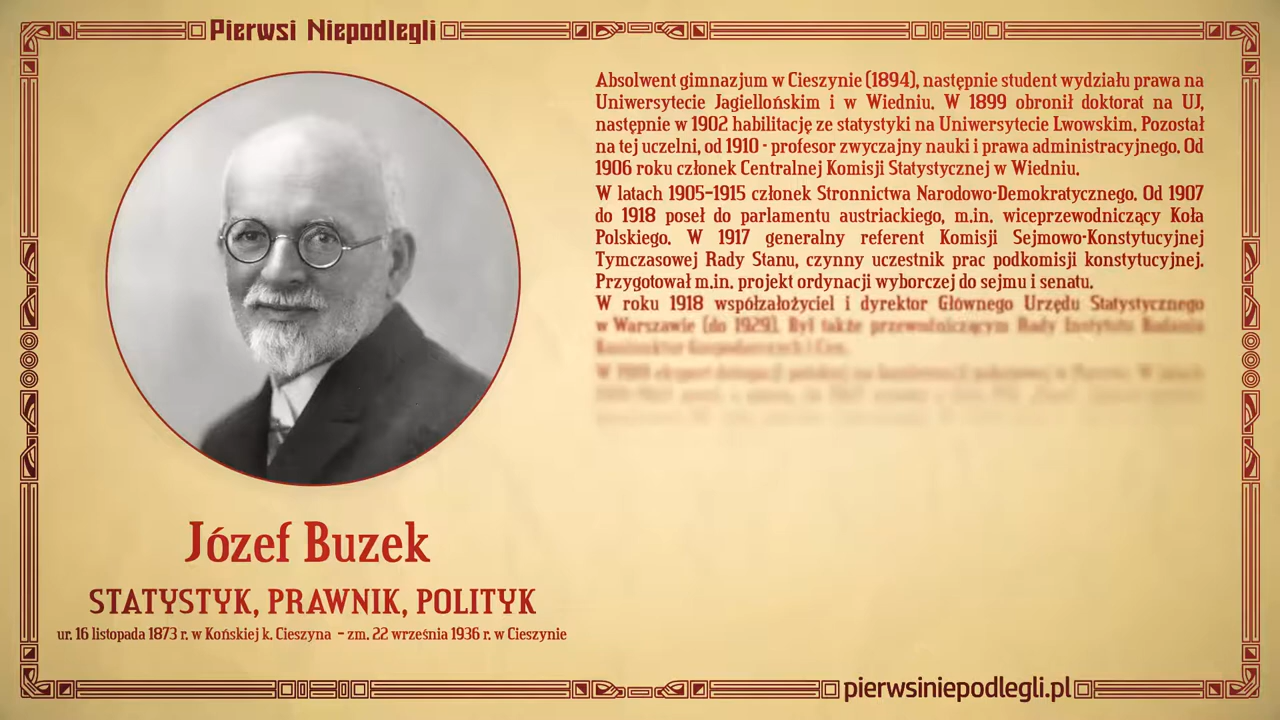 Pierwsi Niepodlegli
Absolwent gimnazjum w Cieszynie (1894), następnie student wydziału prawa na
Uniwersytecie Jagiellońskim i w Wiedniu. W 1899 obronił doktorat na UJ,
następnie w 1902 habilitację ze statystyki na Uniwersytecie Lwowskim. Pozostał
na tej uczelni, od 1910 - profesor zwyczajny nauki i prawa administracyjnego. Od
1906 roku członek Centralnej Komisji Statystycznej w Wiedniu.
W latach 1905-1915 członek Stronnictwa Narodowo-Demokratycznego. Od 1907
do 1918 poseł do parlamentu austriackiego, m.in. wiceprzewodniczący Koła
Polskiego. W 1917 generalny referent Komisji Sejmowo-Konstytucyjnej
Tymczasowej Rady Stanu, czynny uczestnik prac podkomisji konstytucyjnej.
Przygotował m.in. projekt ordynacji wyborczej do sejmu i senatu.
W roku 1918 współzałożyciel i dyrektor Głównego Urzędu Statystycznego
w Warszawie (do 1929). Był także przewodniczącym Rady Instytutu Badania
Józef Buzek
STATYSTYK, PRAWNIK, POLITYK
ur. 16 listopada 1873 r. w Końskiej k. Cieszyna - zm. 22 września 1936 r. w Cieszynie
pierwsiniepodlegli.pl